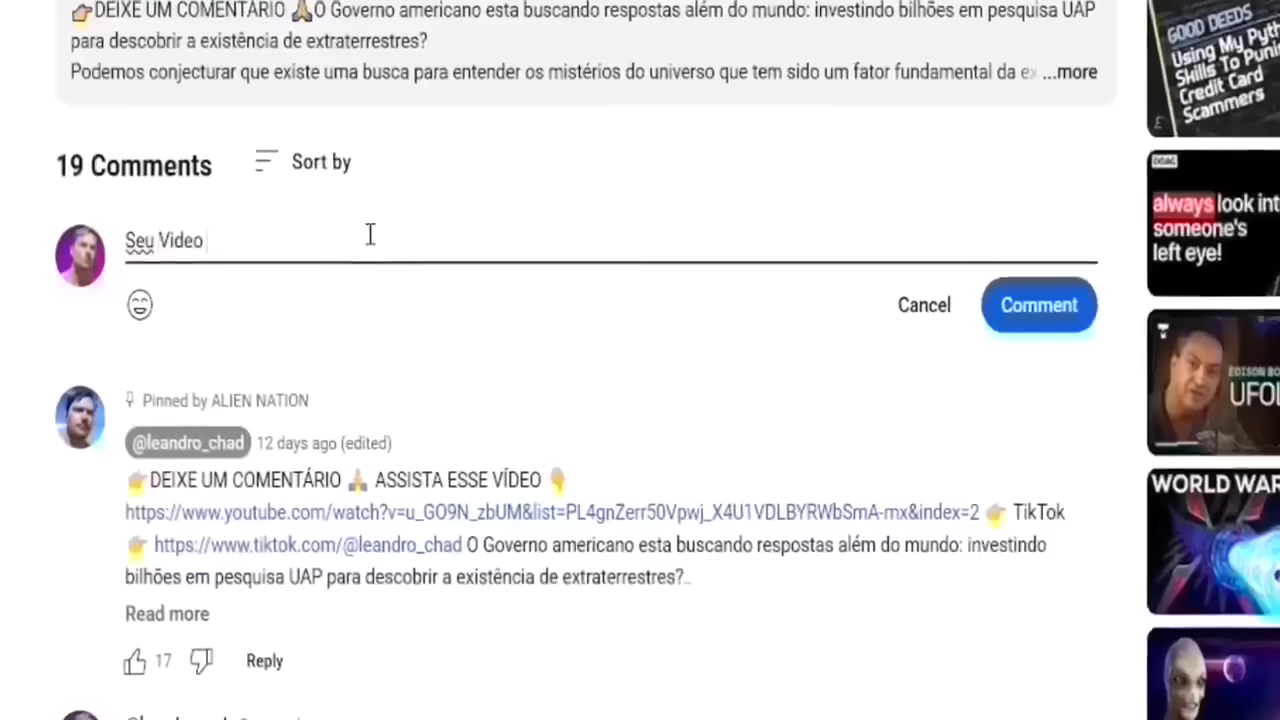 👉DEIXE UM COMENTÁRIO 🙏O Governo americano esta buscando respostas além do mundo: investindo bilhões em pesquisa UAP
para descobrir a existência de extraterrestres?
Podemos conjecturar que existe uma busca para entender os mistérios do universo que tem sido um fator fundamental da ex ...more
19 Comments
Sort by
Seu Video
Cancel
Comment
Pinned by ALIEN NATION
@leandro_chad 12 days ago (edited)
👉DEIXE UM COMENTÁRIO 🙏 ASSISTA ESSE VÍDEO 👇
https://www.youtube.com/watch?v=u_GO9N_zbUM&list=PL4gnZerr50Vpwj_X4U1VDLBYRWbSmA-mx&index=2 👉 TikTok
👉 https://www.tiktok.com/@leandro_chad O Governo americano esta buscando respostas além do mundo: investindo
bilhões em pesquisa UAP para descobrir a existência de extraterrestres?..
Read more
17
Reply
GOOD DEEDS
Using My Pyth
Skills To Puni
Credit Card
Scammers
DOAC
always look int
someone's
left eye!
EDISON BO
UFOL
WORLD WAR